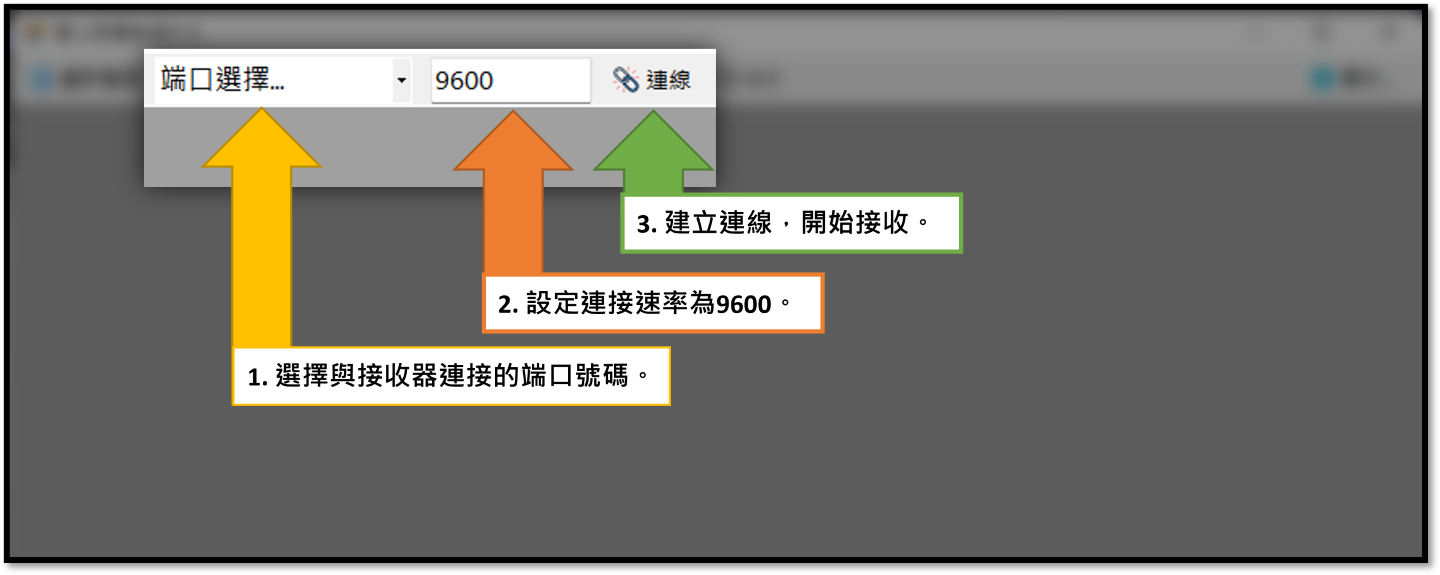 端口選擇...
9600
連線
3. 建立連線，開始接收。
2. 設定連接速率為9600。
1. 選擇與接收器連接的端口號碼。